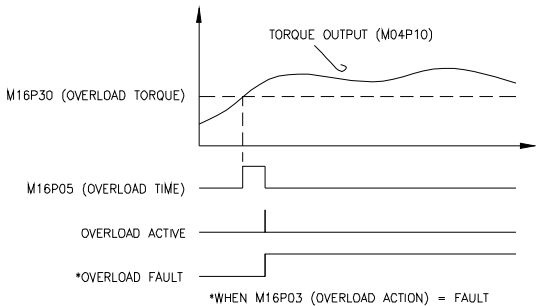 TORQUE OUTPUT (M04P10)
M16P30 (OVERLOAD TORQUE)
M16P05 (OVERLOAD TIME)
OVERLOAD ACTIVE
*OVERLOAD FAULT
*WHEN M16P03 (OVERLOAD ACTION) = FAULT